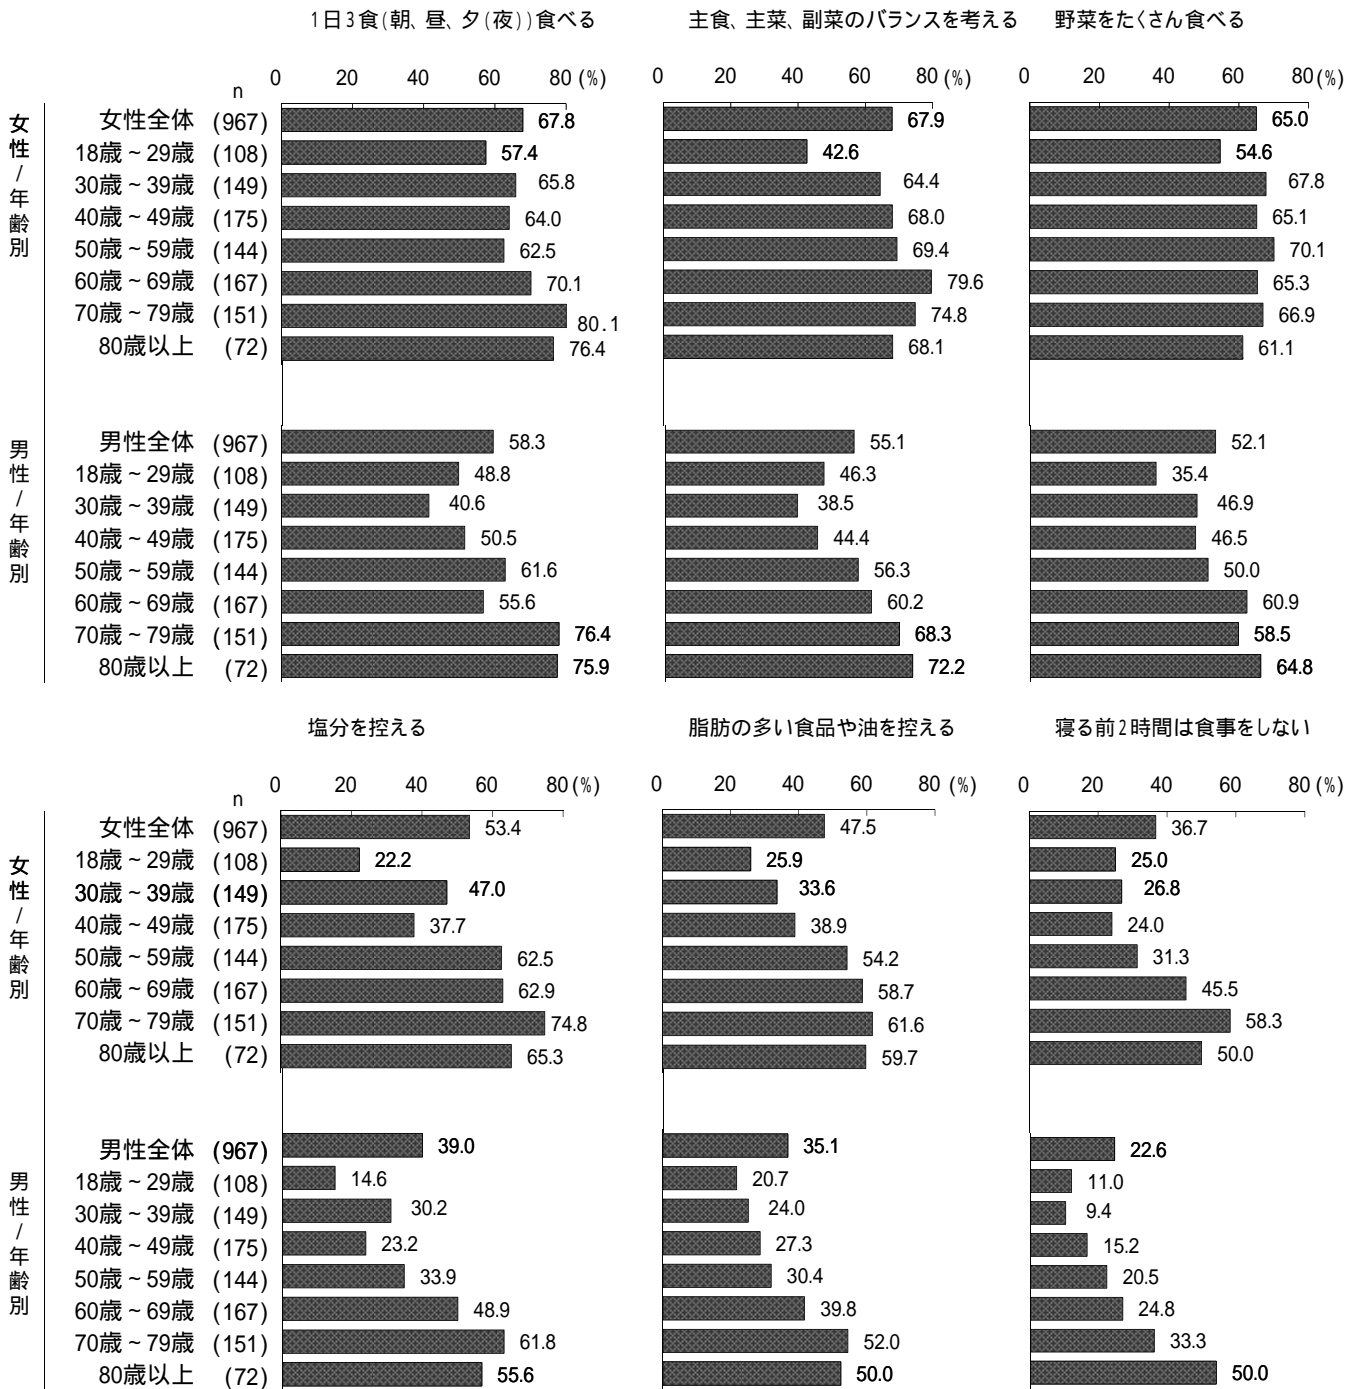 1日3食(朝、昼、夕(夜))食べる 主食、主菜、副菜のバランスを考える 野菜をたくさん食べる
0 20 40 60 80(%) 0 20 40 60 80(%) 0 20 40 60 80(%)
n
女性/年齢別
女性全体 (967) 67.8 67.9 65.0
18歳~29歳 (108) 57.4 42.6 54.6
30歳~39歳 (149) 65.8 64.4 67.8
40歳~49歳 (175) 64.0 68.0 65.1
50歳~59歳 (144) 62.5 69.4 70.1
60歳~69歳 (167) 70.1 79.6 65.3
70歳~79歳 (151) 80.1 74.8 66.9
80歳以上 (72) 76.4 68.1 61.1
男性/年齢別
男性全体 (967) 58.3 55.1 52.1
18歳~29歳 (108) 48.8 46.3 35.4
30歳~39歳 (149) 40.6 38.5 46.9
40歳~49歳 (175) 50.5 44.4 46.5
50歳~59歳 (144) 61.6 56.3 50.0
60歳~69歳 (167) 55.6 60.2 60.9
70歳~79歳 (151) 76.4 68.3 58.5
80歳以上 (72) 75.9 72.2 64.8
塩分を控える 脂肪の多い食品や油を控える 寝る前2時間は食事をしない
0 20 40 60 80(%) 0 20 40 60 80(%) 0 20 40 60 80(%)
n
女性/年齢別
女性全体 (967) 53.4 47.5 36.7
18歳~29歳 (108) 22.2 25.9 25.0
30歳~39歳 (149) 47.0 33.6 26.8
40歳~49歳 (175) 37.7 38.9 24.0
50歳~59歳 (144) 62.5 54.2 31.3
60歳~69歳 (167) 62.9 58.7 45.5
70歳~79歳 (151) 74.8 61.6 58.3
80歳以上 (72) 65.3 59.7 50.0
男性/年齢別
男性全体 (967) 39.0 35.1 22.6
18歳~29歳 (108) 14.6 20.7 11.0
30歳~39歳 (149) 30.2 24.0 9.4
40歳~49歳 (175) 23.2 27.3 15.2
50歳~59歳 (144) 33.9 30.4 20.5
60歳~69歳 (167) 48.9 39.8 24.8
70歳~79歳 (151) 61.8 52.0 33.3
80歳以上 (72) 55.6 50.0 50.0